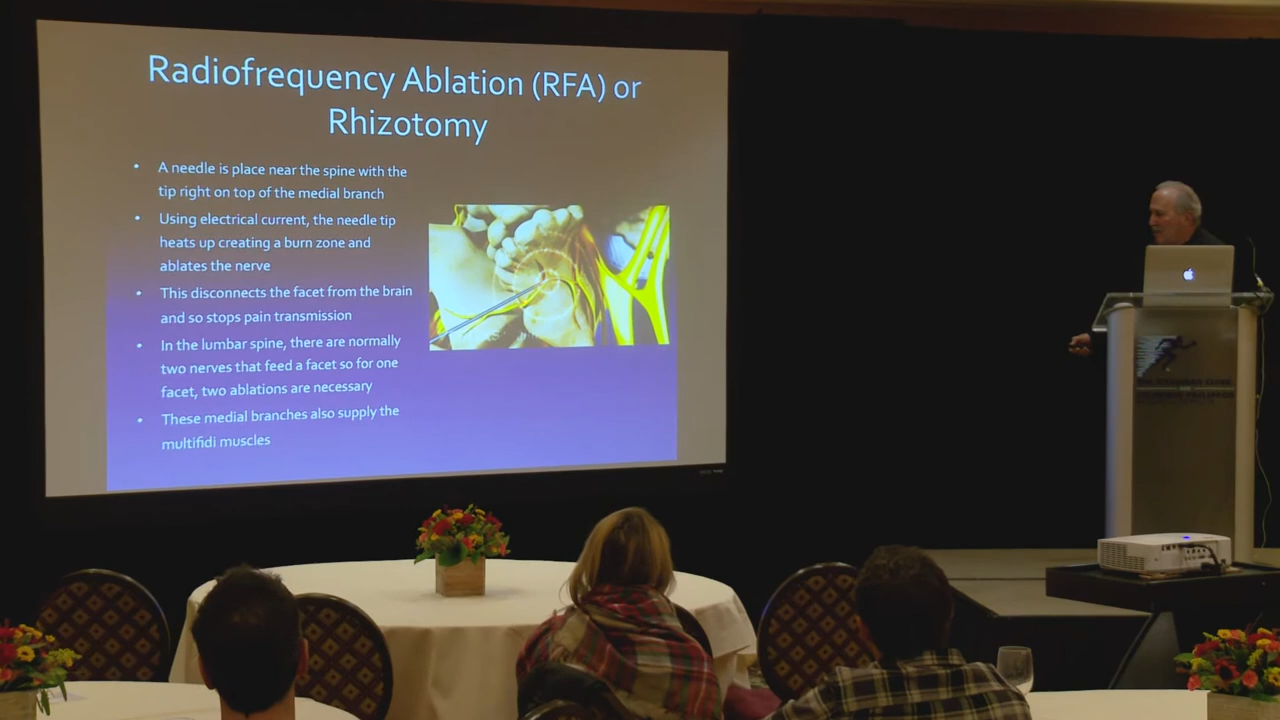 Radiofrequency Ablation (RFA) or
Rhizotomy
• A needle is place near the spine with the
tip right on top of the medial branch
• Using electrical current, the needle tip
heats up creating a burn zone and
ablates the nerve
• This disconnects the facet from the brain
and so stops pain transmission
• In the lumbar spine, there are normally
two nerves that feed a facet so for one
facet, two ablations are necessary
• These medial branches also supply the
multifidi muscles